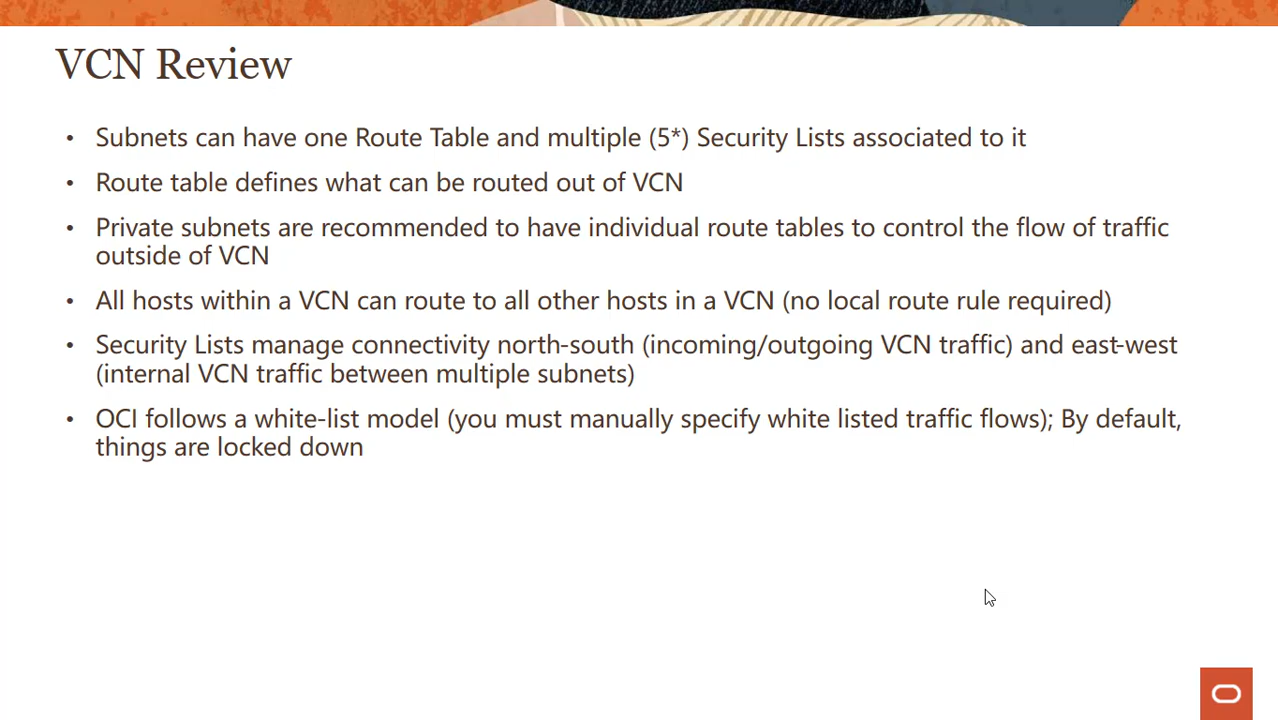 VCN Review
• Subnets can have one Route Table and multiple (5*) Security Lists associated to it
• Route table defines what can be routed out of VCN
• Private subnets are recommended to have individual route tables to control the flow of traffic
outside of VCN
• All hosts within a VCN can route to all other hosts in a VCN (no local route rule required)
• Security Lists manage connectivity north-south (incoming/outgoing VCN traffic) and east-west
(internal VCN traffic between multiple subnets)
• OCI follows a white-list model (you must manually specify white listed traffic flows); By default,
things are locked down